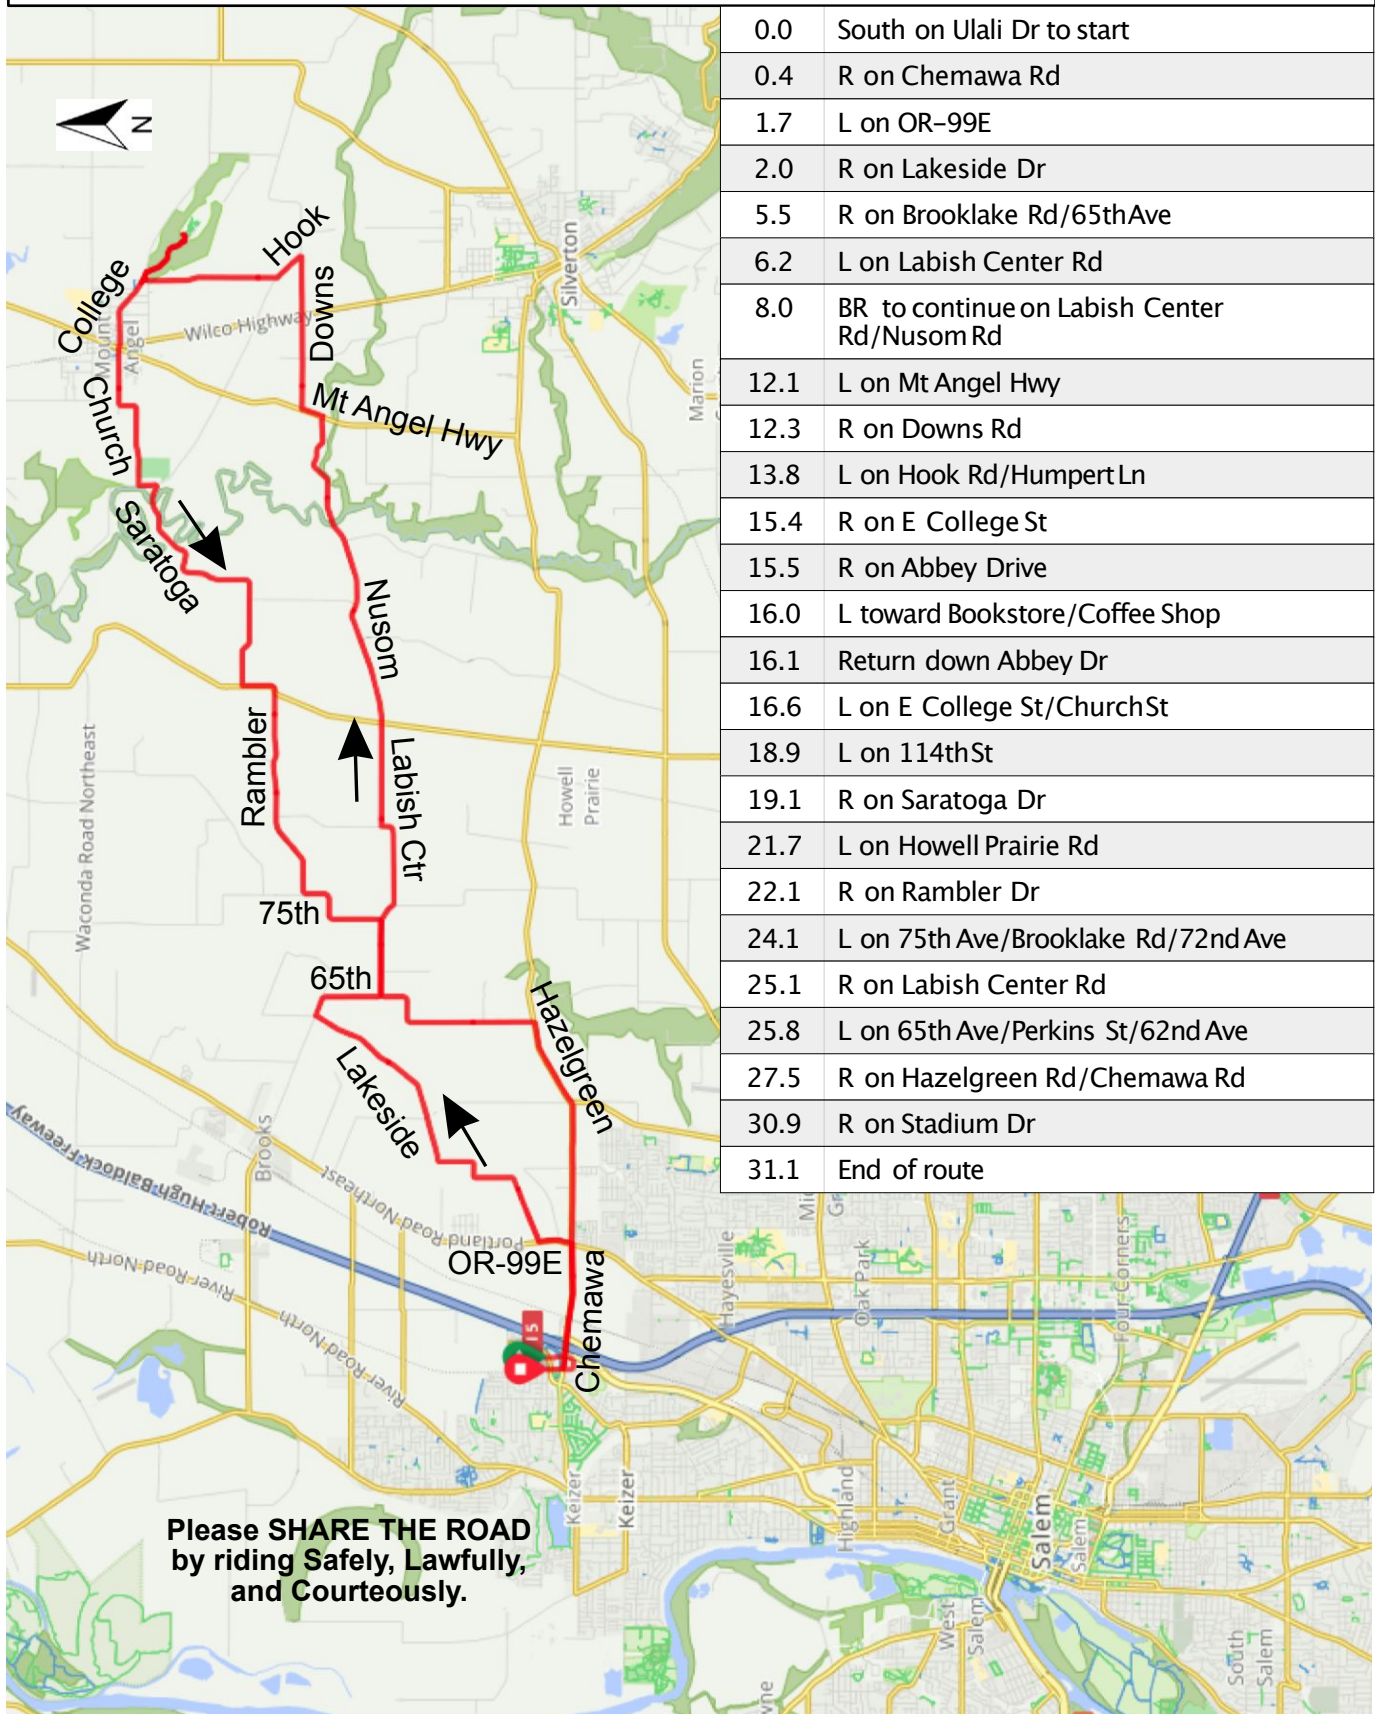 0.0 South on Ulali Dr to start
0.4 R on Chemawa Rd
1.7 L on OR-99E
2.0 R on Lakeside Dr
5.5 R on Brooklake Rd/65th Ave
6.2 L on Labish Center Rd
8.0 BR to continue on Labish Center
Rd/Nusom Rd
12.1 L on Mt Angel Hwy
12.3 R on Downs Rd
13.8 L on Hook Rd/Humpert Ln
15.4 R on E College St
15.5 R on Abbey Drive
16.0 L toward Bookstore/Coffee Shop
16.1 Return down Abbey Dr
16.6 L on E College St/Church St
18.9 L on 114th St
19.1 R on Saratoga Dr
21.7 L on Howell Prairie Rd
22.1 R on Rambler Dr
24.1 L on 75th Ave/Brooklake Rd/72nd Ave
25.1 R on Labish Center Rd
25.8 L on 65th Ave/Perkins St/62nd Ave
27.5 R on Hazelgreen Rd/Chemawa Rd
30.9 R on Stadium Dr
31.1 End of route
N
Hook
College
Mount
Angel
Wilco Highway
Downs
Silverton
Church
Mt Angel Hwy
Marion
Saratoga
Nusom
Rambler
Labish Ctr
Howell
Prairie
Waconda Road Northeast
75th
65th
Hazelgreen
Lakeside
Brooks
Robert Hugh Baldock Freeway
Portland Road Northeast
River Road North
OR-99E
River Road North
I5
Chemawa
Hayesville
Oak Park
Four Corners
Keizer
Keizer
Highland
Grant
Salem
Salem
West
Salem
South
Salem
Please SHARE THE ROAD
by riding Safely, Lawfully,
and Courteously.